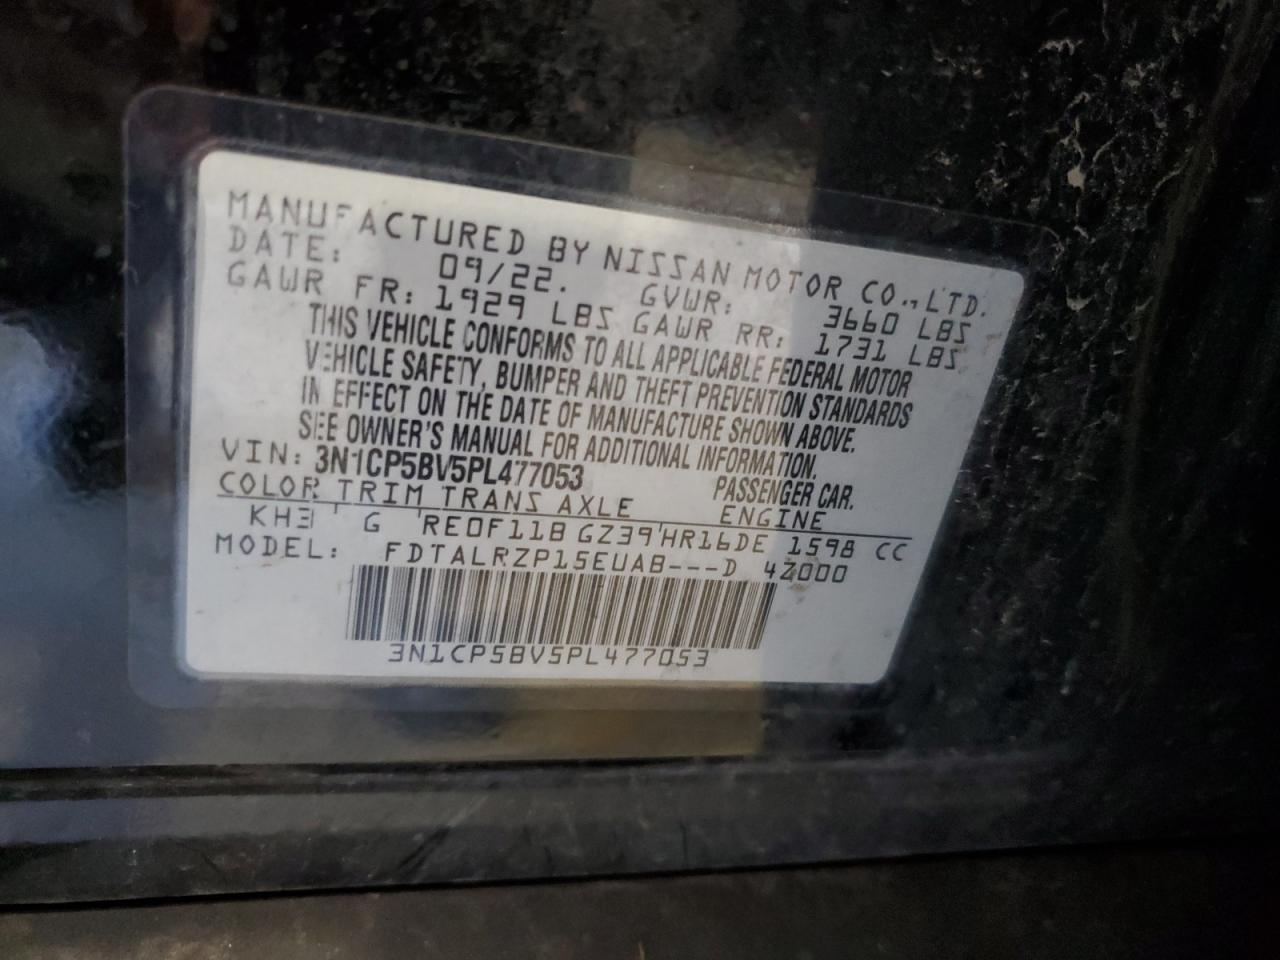 MANUFACTURED BY NISSAN MOTOR CO., LTD.
DATE: 09/22. GVWR: 3660 LBS
GAWR FR: 1929 LBS GAWR RR: 1731 LBS
THIS VEHICLE CONFORMS TO ALL APPLICABLE FEDERAL MOTOR
VEHICLE SAFETY, BUMPER AND THEFT PREVENTION STANDARDS
IN EFFECT ON THE DATE OF MANUFACTURE SHOWN ABOVE.
SEE OWNER'S MANUAL FOR ADDITIONAL INFORMATION.
VIN: 3N1CP5BV5PL477053 PASSENGER CAR.
COLOR TRIM TRANS AXLE ENGINE
KH3 G RE0F11B GZ39 HR16DE 1598 CC
MODEL: FDTALRZP15EUAB---D 4Z000
3N1CP5BV5PL477053